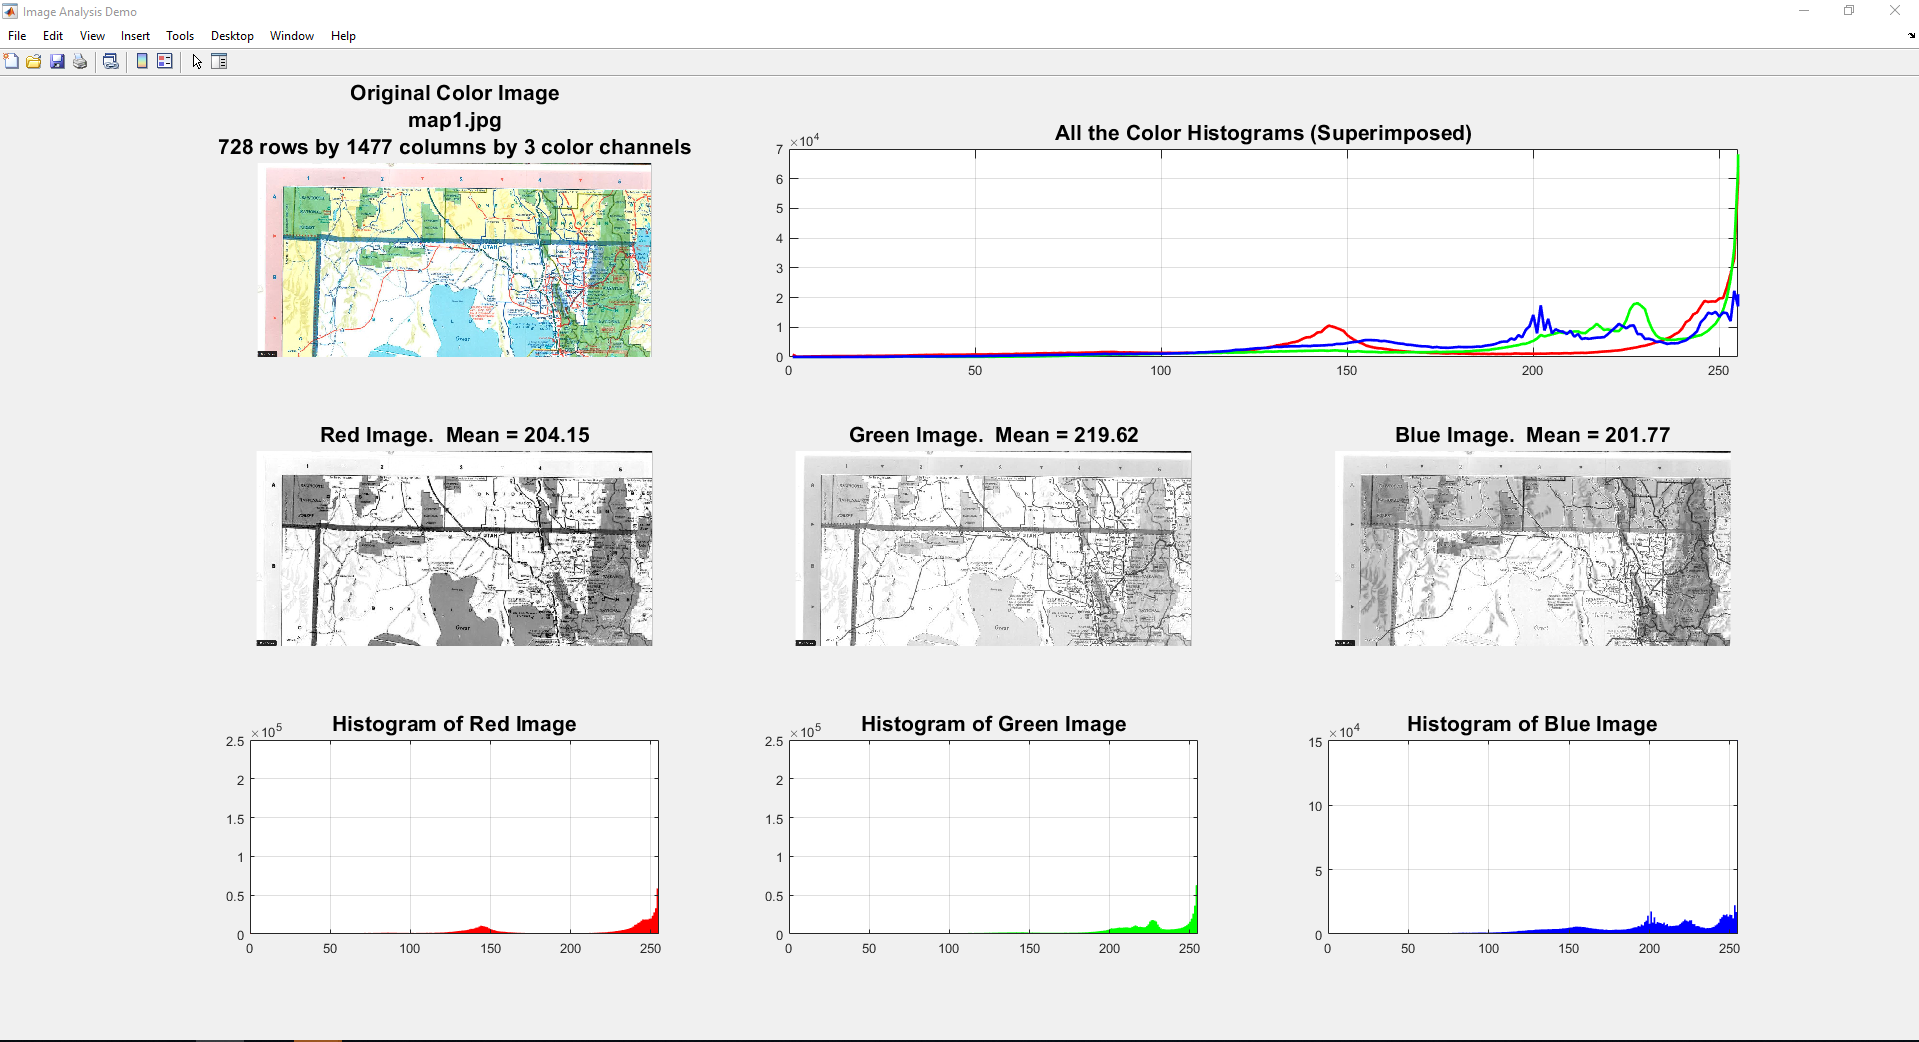 Image Analysis Demo
File Edit View Insert Tools Desktop Window Help
Original Color Image
map1.jpg
728 rows by 1477 columns by 3 color channels
UTAH
Great
All the Color Histograms (Superimposed)
×10^4
7
6
5
4
3
2
1
0
0 50 100 150 200 250
Red Image. Mean = 204.15
UTAH
Great
Green Image. Mean = 219.62
Great
Blue Image. Mean = 201.77
Histogram of Red Image
×10^5
2.5
2
1.5
1
0.5
0
0 50 100 150 200 250
Histogram of Green Image
×10^5
2.5
2
1.5
1
0.5
0
0 50 100 150 200 250
Histogram of Blue Image
×10^4
15
10
5
0
0 50 100 150 200 250